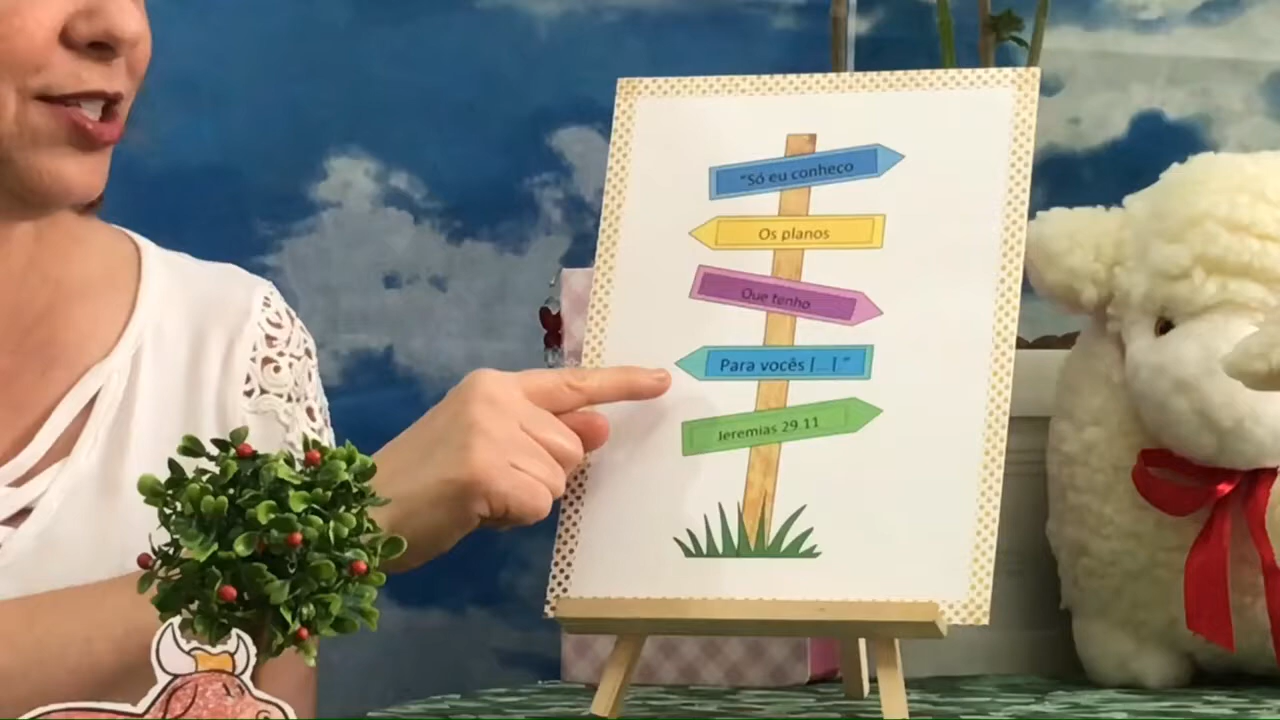 "Só eu conheço
Os planos
Que tenho
Para vocês [...]"
Jeremias 29.11